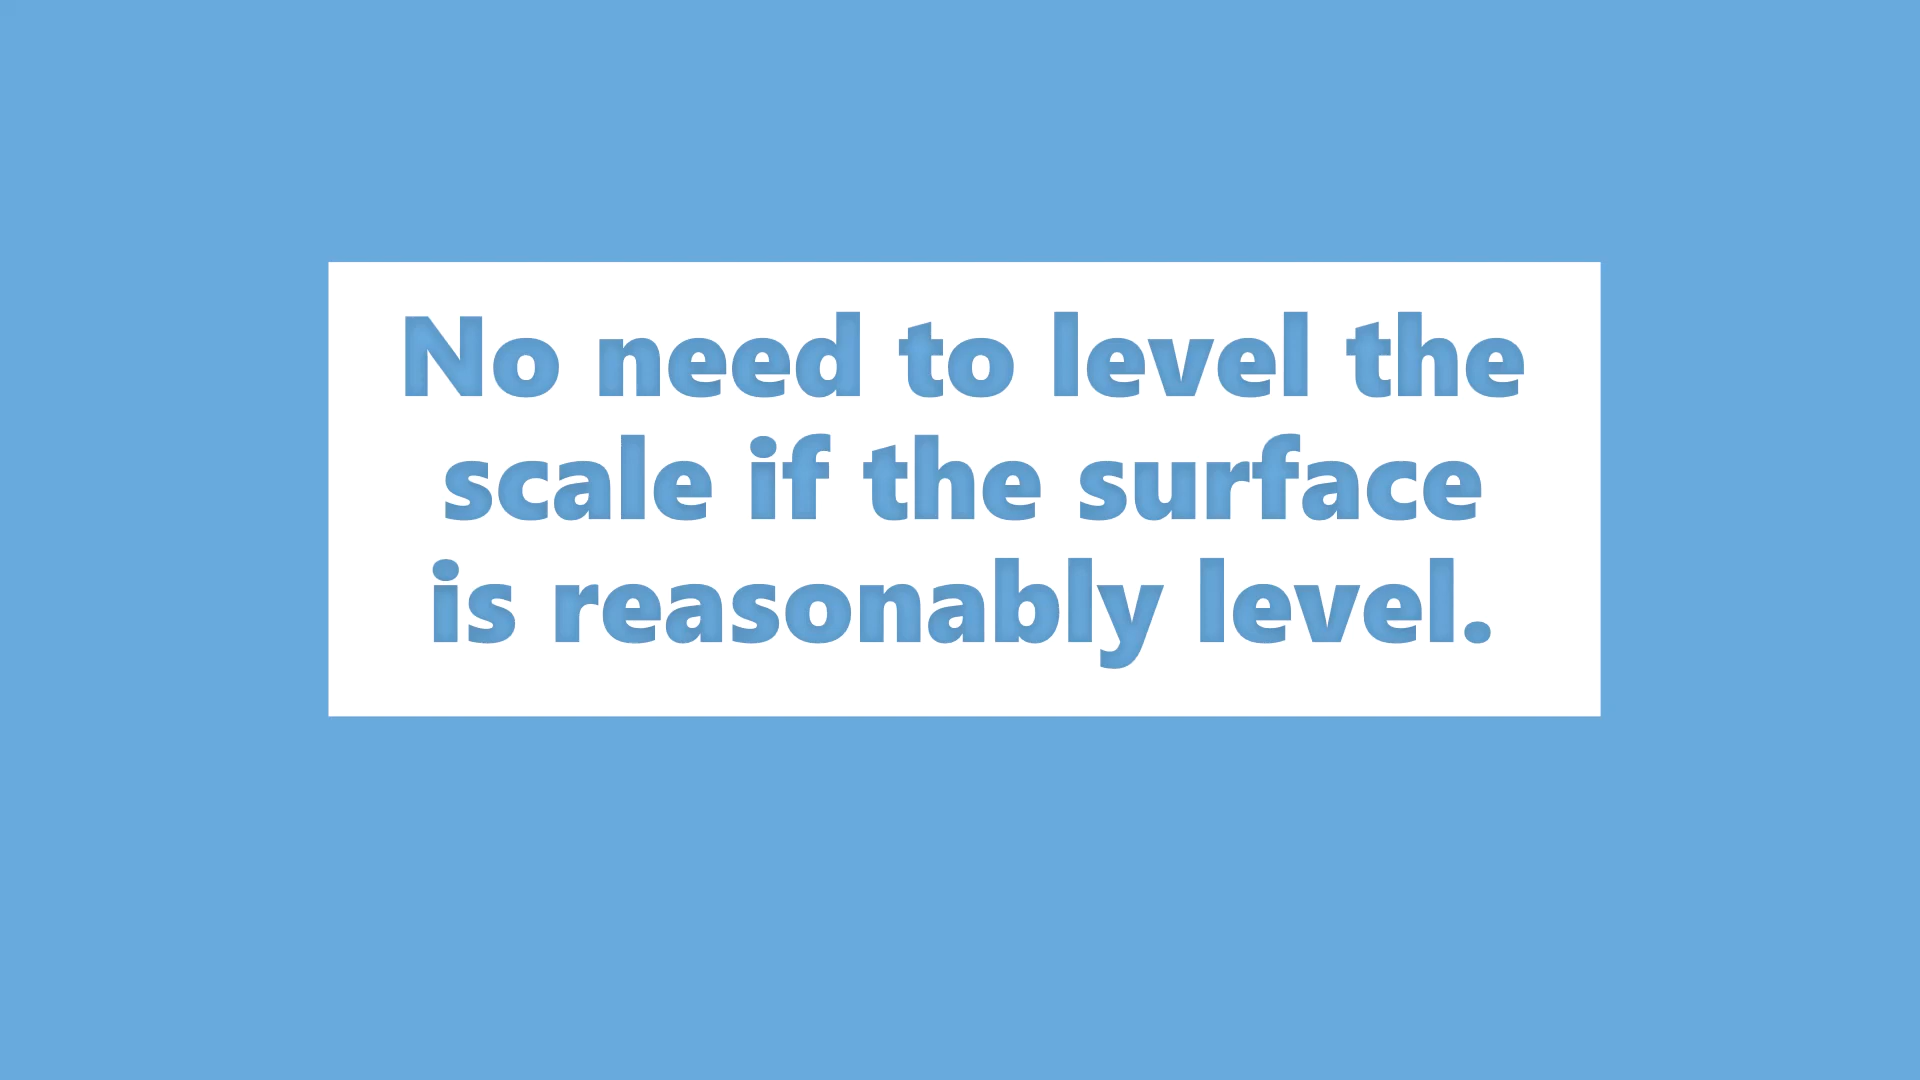 No need to level the
scale if the surface
is reasonably level.